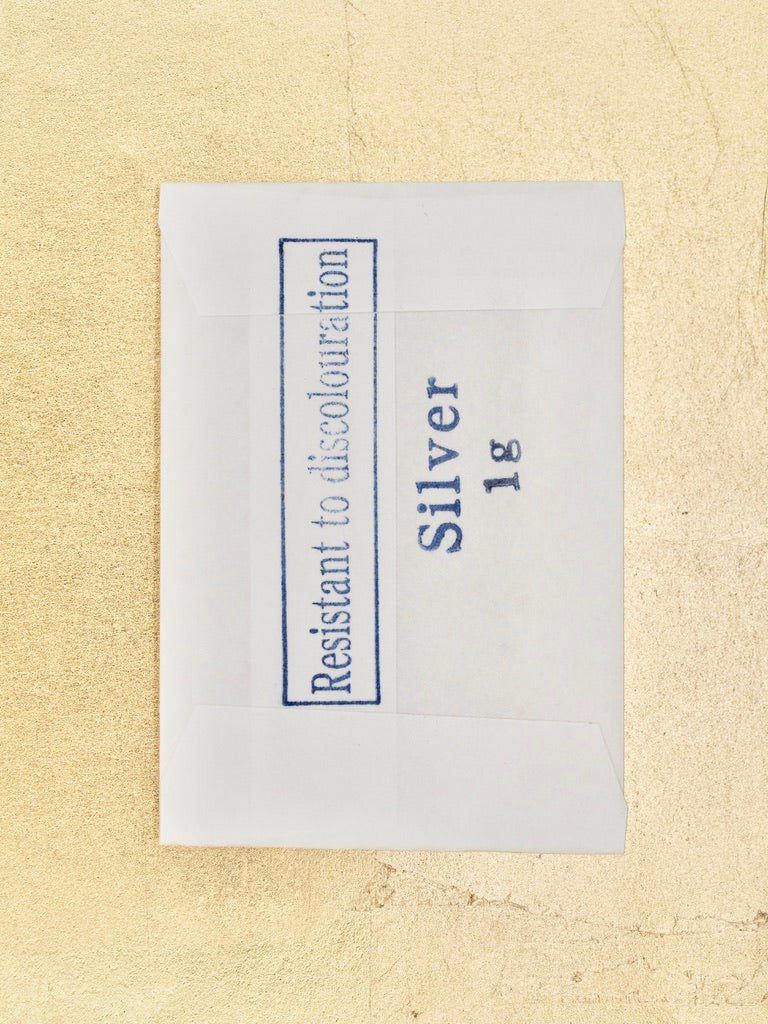 Resistant to discolouration
Silver
1g